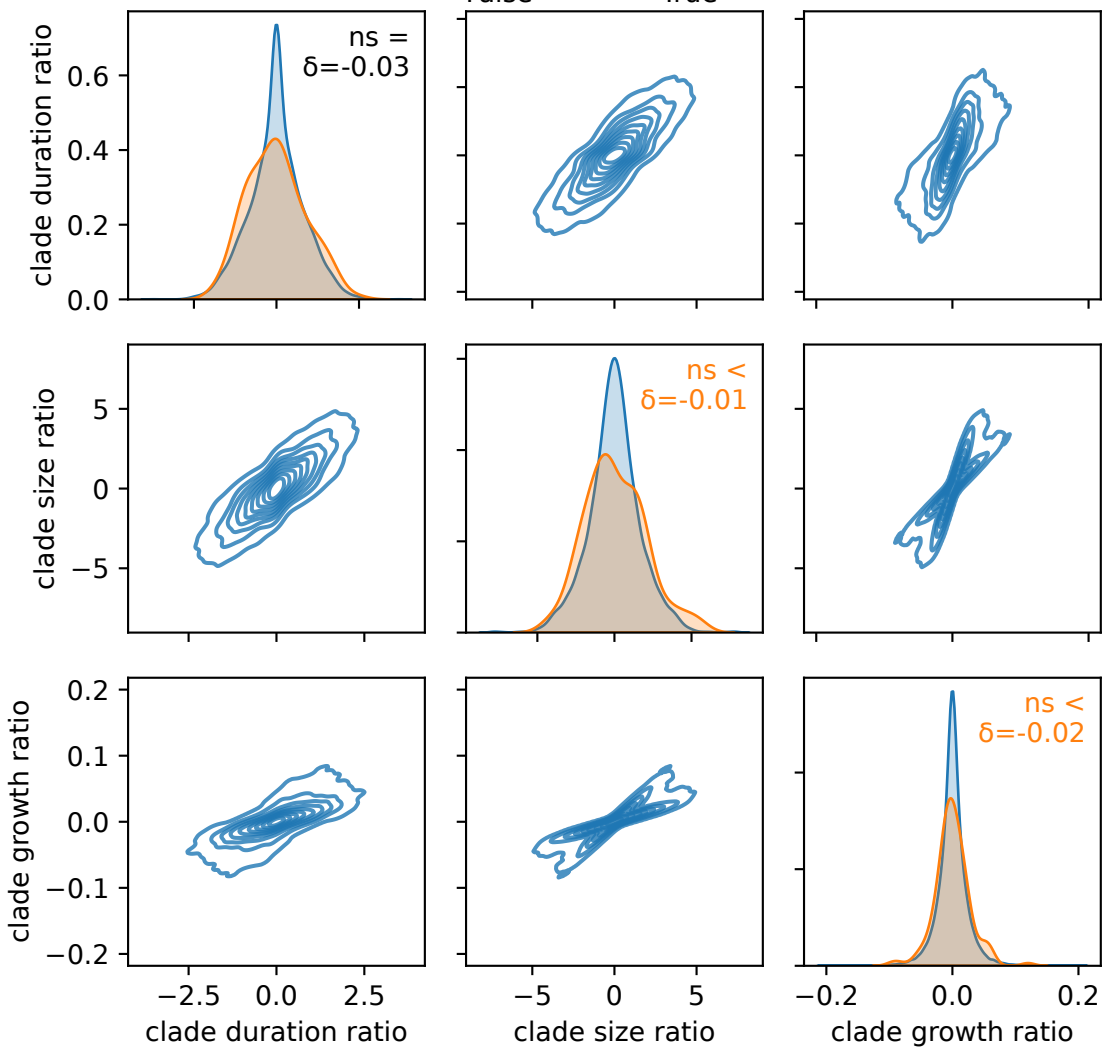 clade duration ratio
0.6
0.4
0.2
0.0
ns =
δ=-0.03
clade size ratio
5
0
−5
ns <
δ=-0.01
clade growth ratio
0.2
0.1
0.0
−0.1
−0.2
ns <
δ=-0.02
−2.5 0.0 2.5
−5 0 5
−0.2 0.0 0.2
clade duration ratio
clade size ratio
clade growth ratio